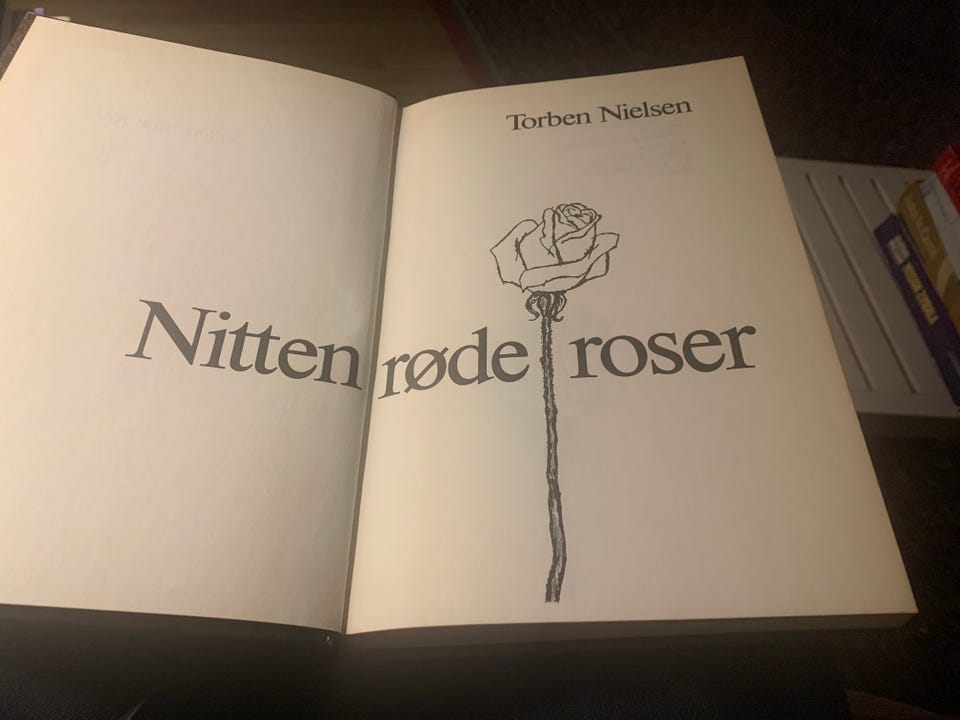 Torben Nielsen
Nitten røde roser